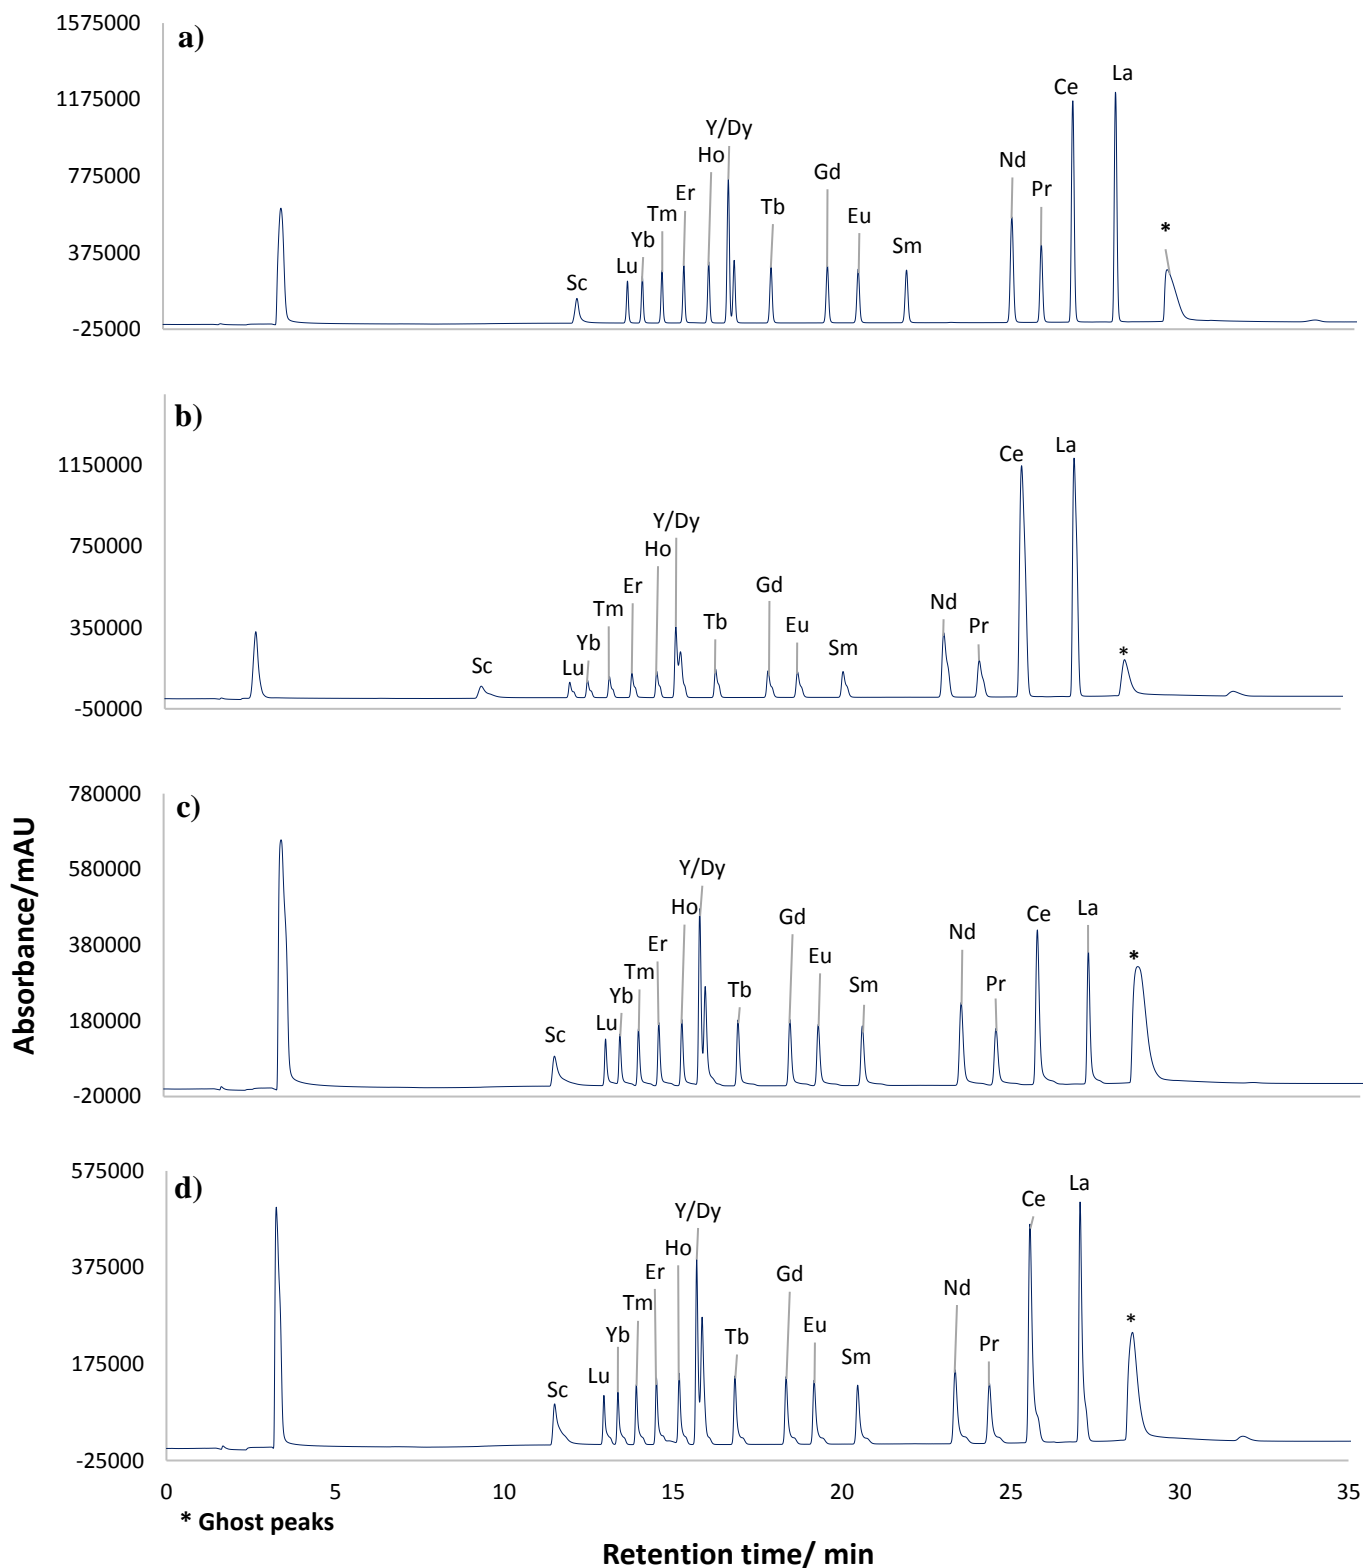 a)
1575000
1175000
775000
375000
-25000
Sc
Lu
Yb
Tm
Er
Ho
Y/Dy
Tb
Gd
Eu
Sm
Nd
Pr
Ce
La
*
b)
1150000
750000
350000
-50000
Sc
Lu
Yb
Tm
Er
Ho
Y/Dy
Tb
Gd
Eu
Sm
Nd
Pr
Ce
La
*
Absorbance/mAU
c)
780000
580000
380000
180000
-20000
Sc
Lu
Yb
Tm
Er
Ho
Y/Dy
Tb
Gd
Eu
Sm
Nd
Pr
Ce
La
*
d)
575000
375000
175000
-25000
Sc
Lu
Yb
Tm
Er
Ho
Y/Dy
Tb
Gd
Eu
Sm
Nd
Pr
Ce
La
*
0 5 10 15 20 25 30 35
* Ghost peaks
Retention time/ min